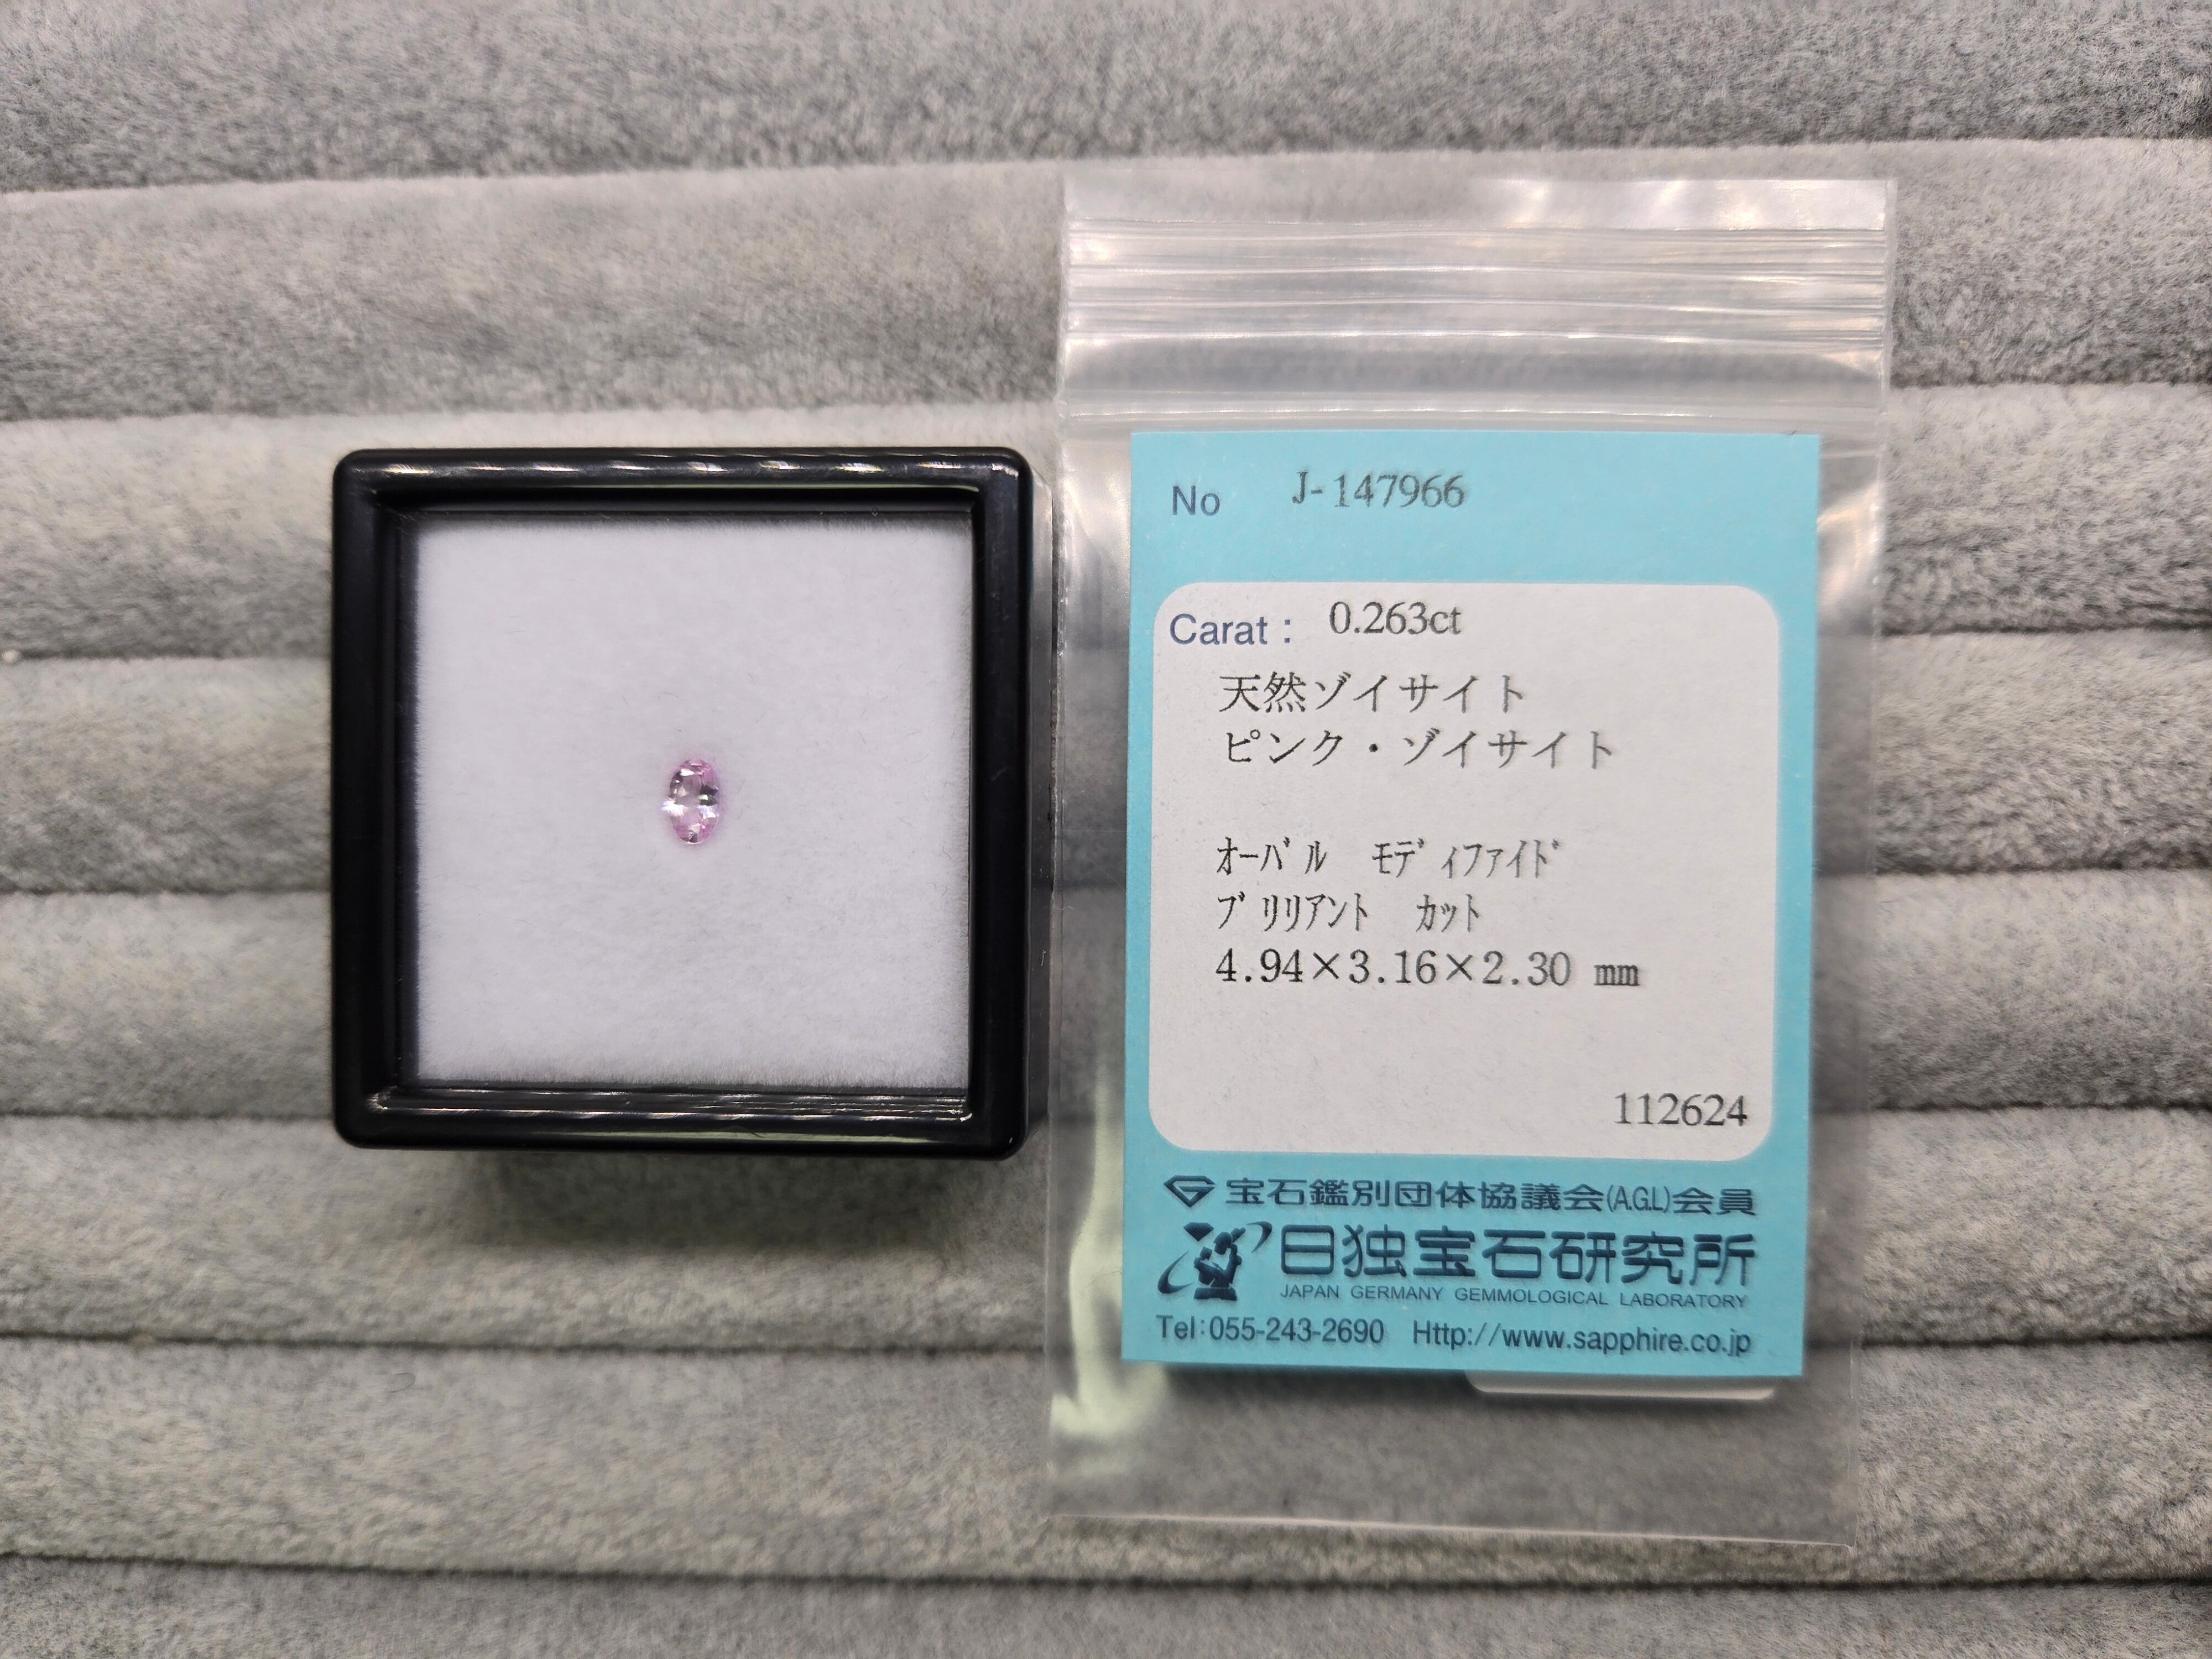 No J-147966
Carat : 0.263ct
天然ゾイサイト
ピンク・ゾイサイト
ｵｰﾊﾞﾙ ﾓﾃﾞｨﾌｧｲﾄﾞ
ﾌﾞﾘﾘｱﾝﾄ ｶｯﾄ
4.94×3.16×2.30 mm
112624
宝石鑑別団体協議会(A.G.L)会員
日独宝石研究所
JAPAN GERMANY GEMMOLOGICAL LABORATORY
Tel:055-243-2690 Http://www.sapphire.co.jp